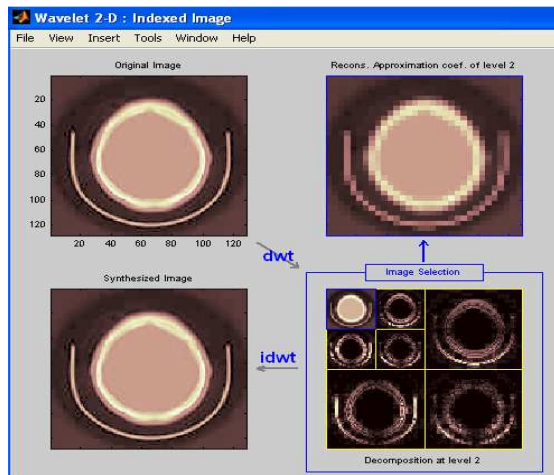 Wavelet 2-D : Indexed Image
File View Insert Tools Window Help
Original Image
20
40
60
80
100
120
20 40 60 80 100 120
Recons. Approximation coef. of level 2
dwt
Image Selection
Synthesized Image
idwt
Decomposition at level 2